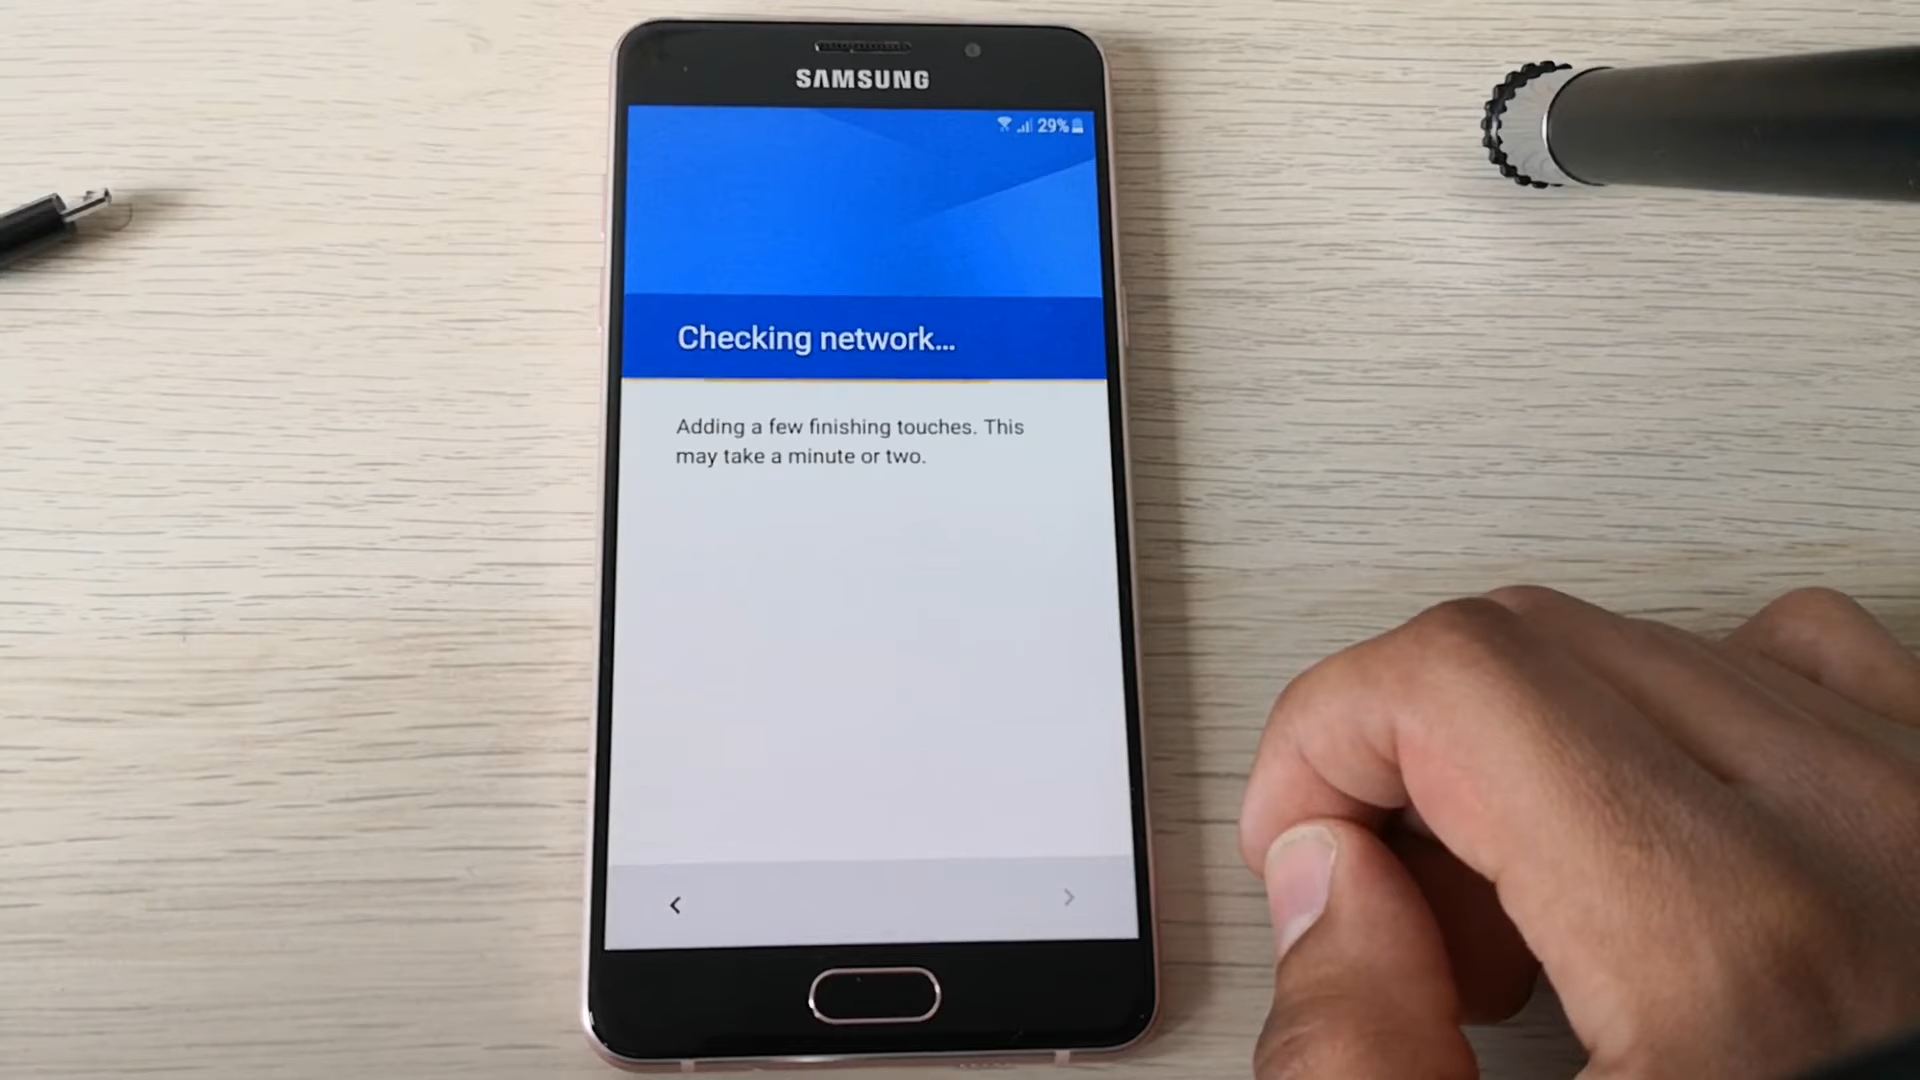 SAMSUNG
29%
Checking network...
Adding a few finishing touches. This
may take a minute or two.